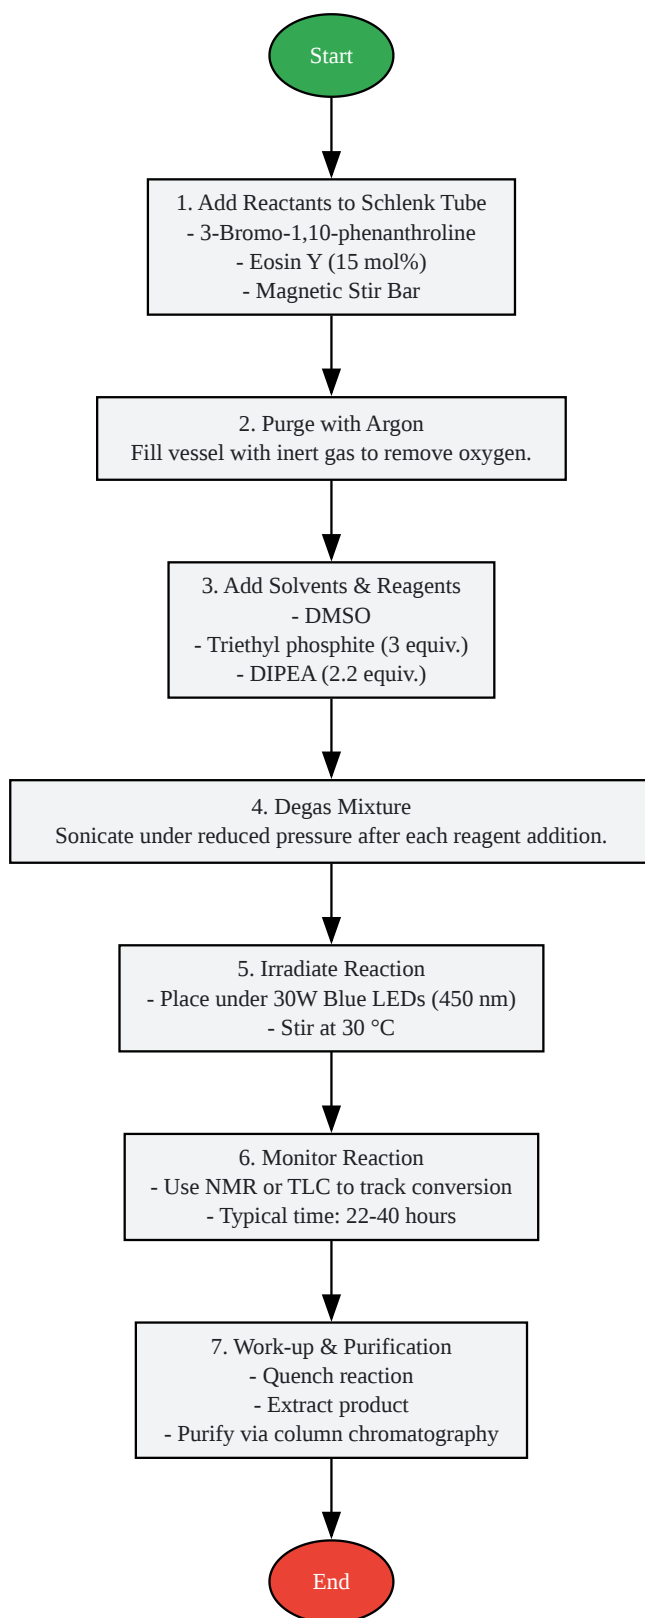 Start
1. Add Reactants to Schlenk Tube
- 3-Bromo-1,10-phenanthroline
- Eosin Y (15 mol%)
- Magnetic Stir Bar
2. Purge with Argon
Fill vessel with inert gas to remove oxygen.
3. Add Solvents & Reagents
- DMSO
- Triethyl phosphite (3 equiv.)
- DIPEA (2.2 equiv.)
4. Degas Mixture
Sonicate under reduced pressure after each reagent addition.
5. Irradiate Reaction
- Place under 30W Blue LEDs (450 nm)
- Stir at 30 °C
6. Monitor Reaction
- Use NMR or TLC to track conversion
- Typical time: 22-40 hours
7. Work-up & Purification
- Quench reaction
- Extract product
- Purify via column chromatography
End